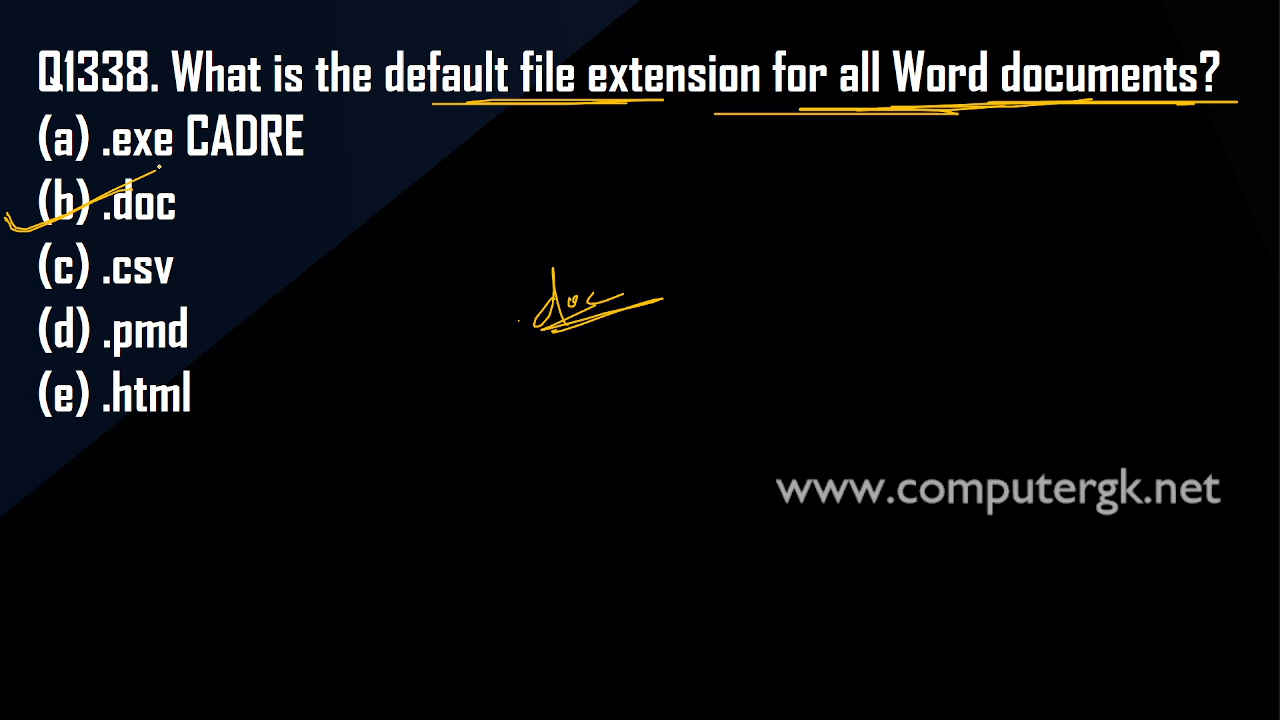 Q1338. What is the default file extension for all Word documents?
(a) .exe CADRE
(b) .doc
(c) .csv
.doc
(d) .pmd
(e) .html
www.computergk.net